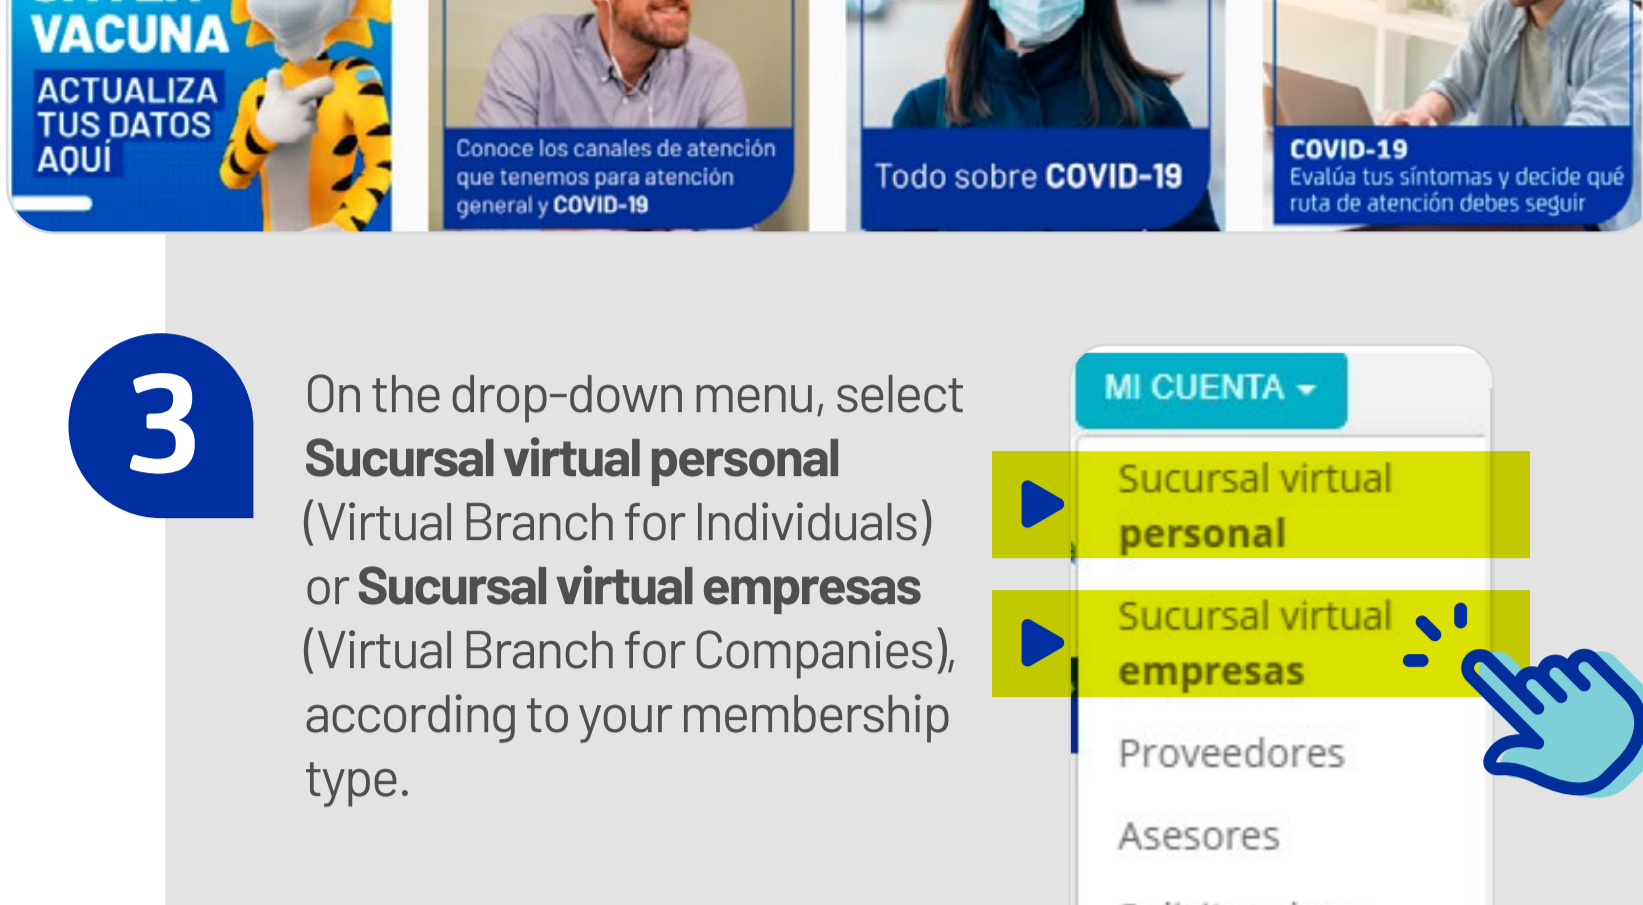 VACUNA
ACTUALIZA
TUS DATOS
AQUÍ
Conoce los canales de atención
que tenemos para atención
general y COVID-19
Todo sobre COVID-19
COVID-19
Evalúa tus síntomas y decide qué
ruta de atención debes seguir
3
On the drop-down menu, select
Sucursal virtual personal
(Virtual Branch for Individuals)
or Sucursal virtual empresas
(Virtual Branch for Companies),
according to your membership
type.
MI CUENTA
Sucursal virtual
personal
Sucursal virtual
empresas
Proveedores
Asesores